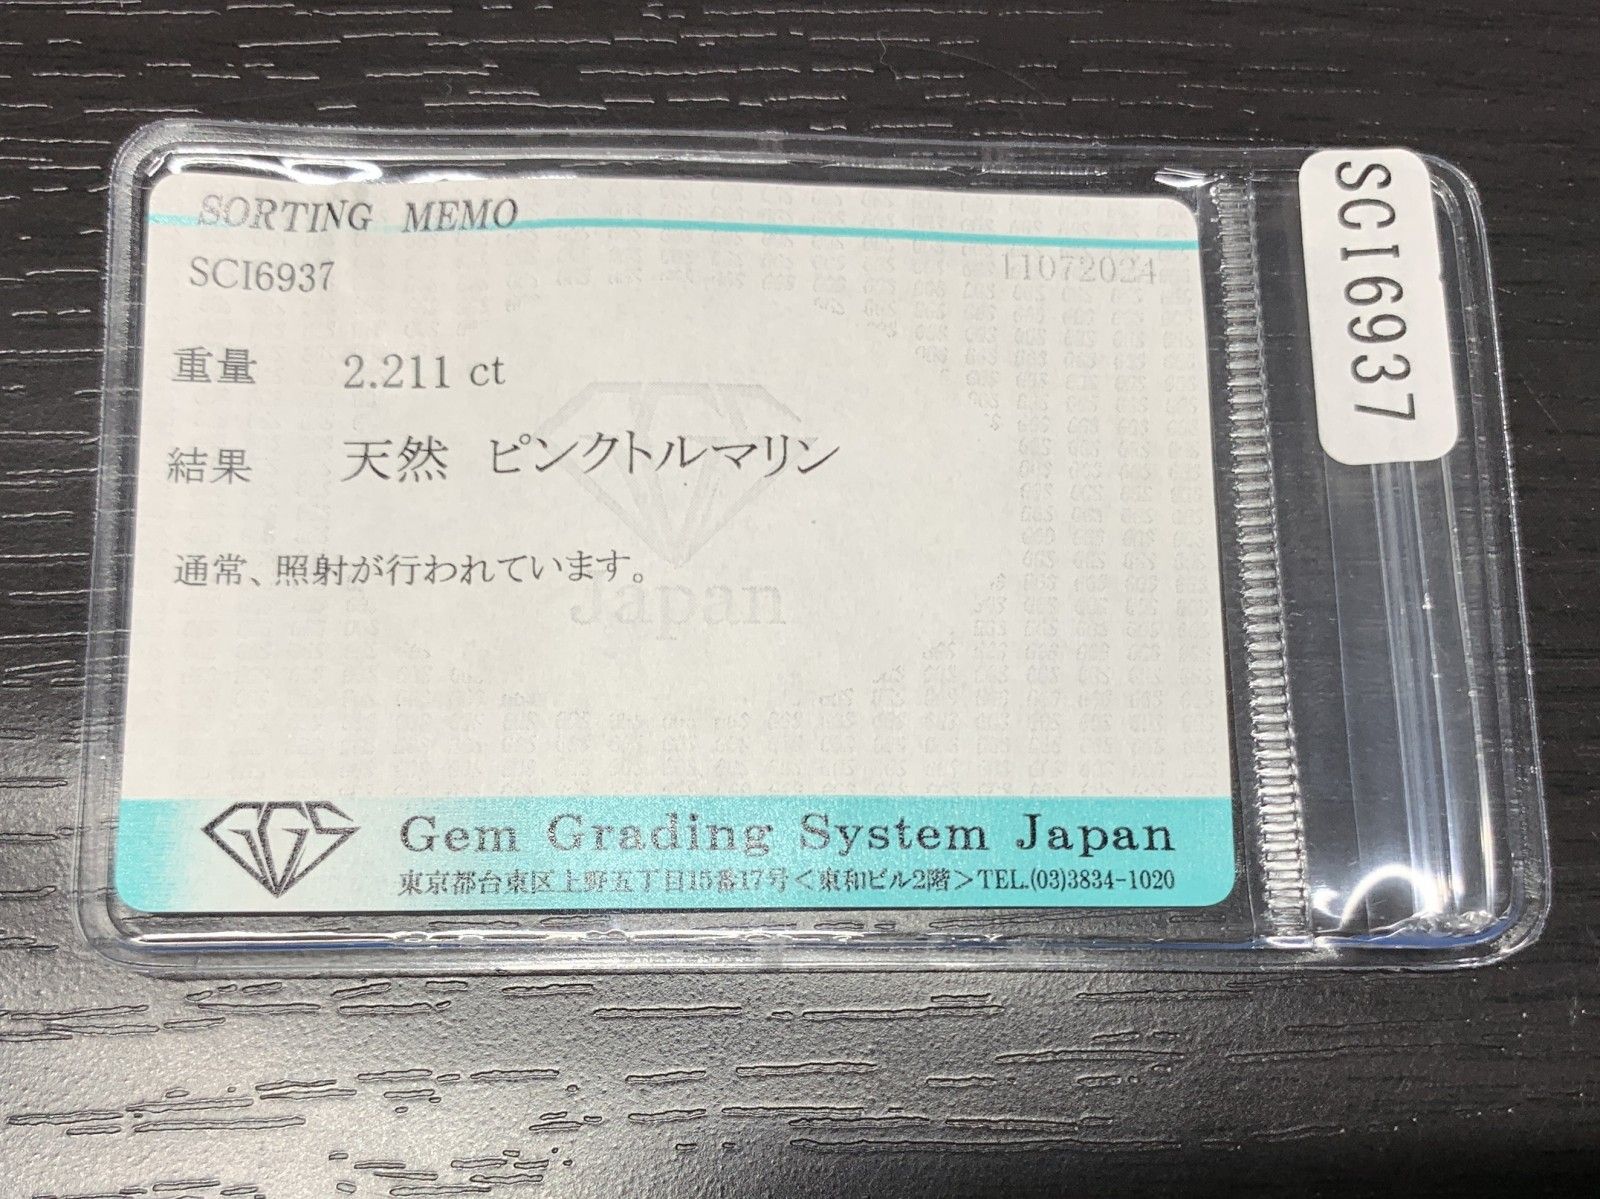 SORTING MEMO
SCI6937
11072024
重量 2.211 ct
結果 天然 ピンクトルマリン
通常、照射が行われています。
Japan
GGS
Gem Grading System Japan
東京都台東区上野五丁目15番17号＜東和ビル2階＞TEL.(03)3834-1020
SCI6937